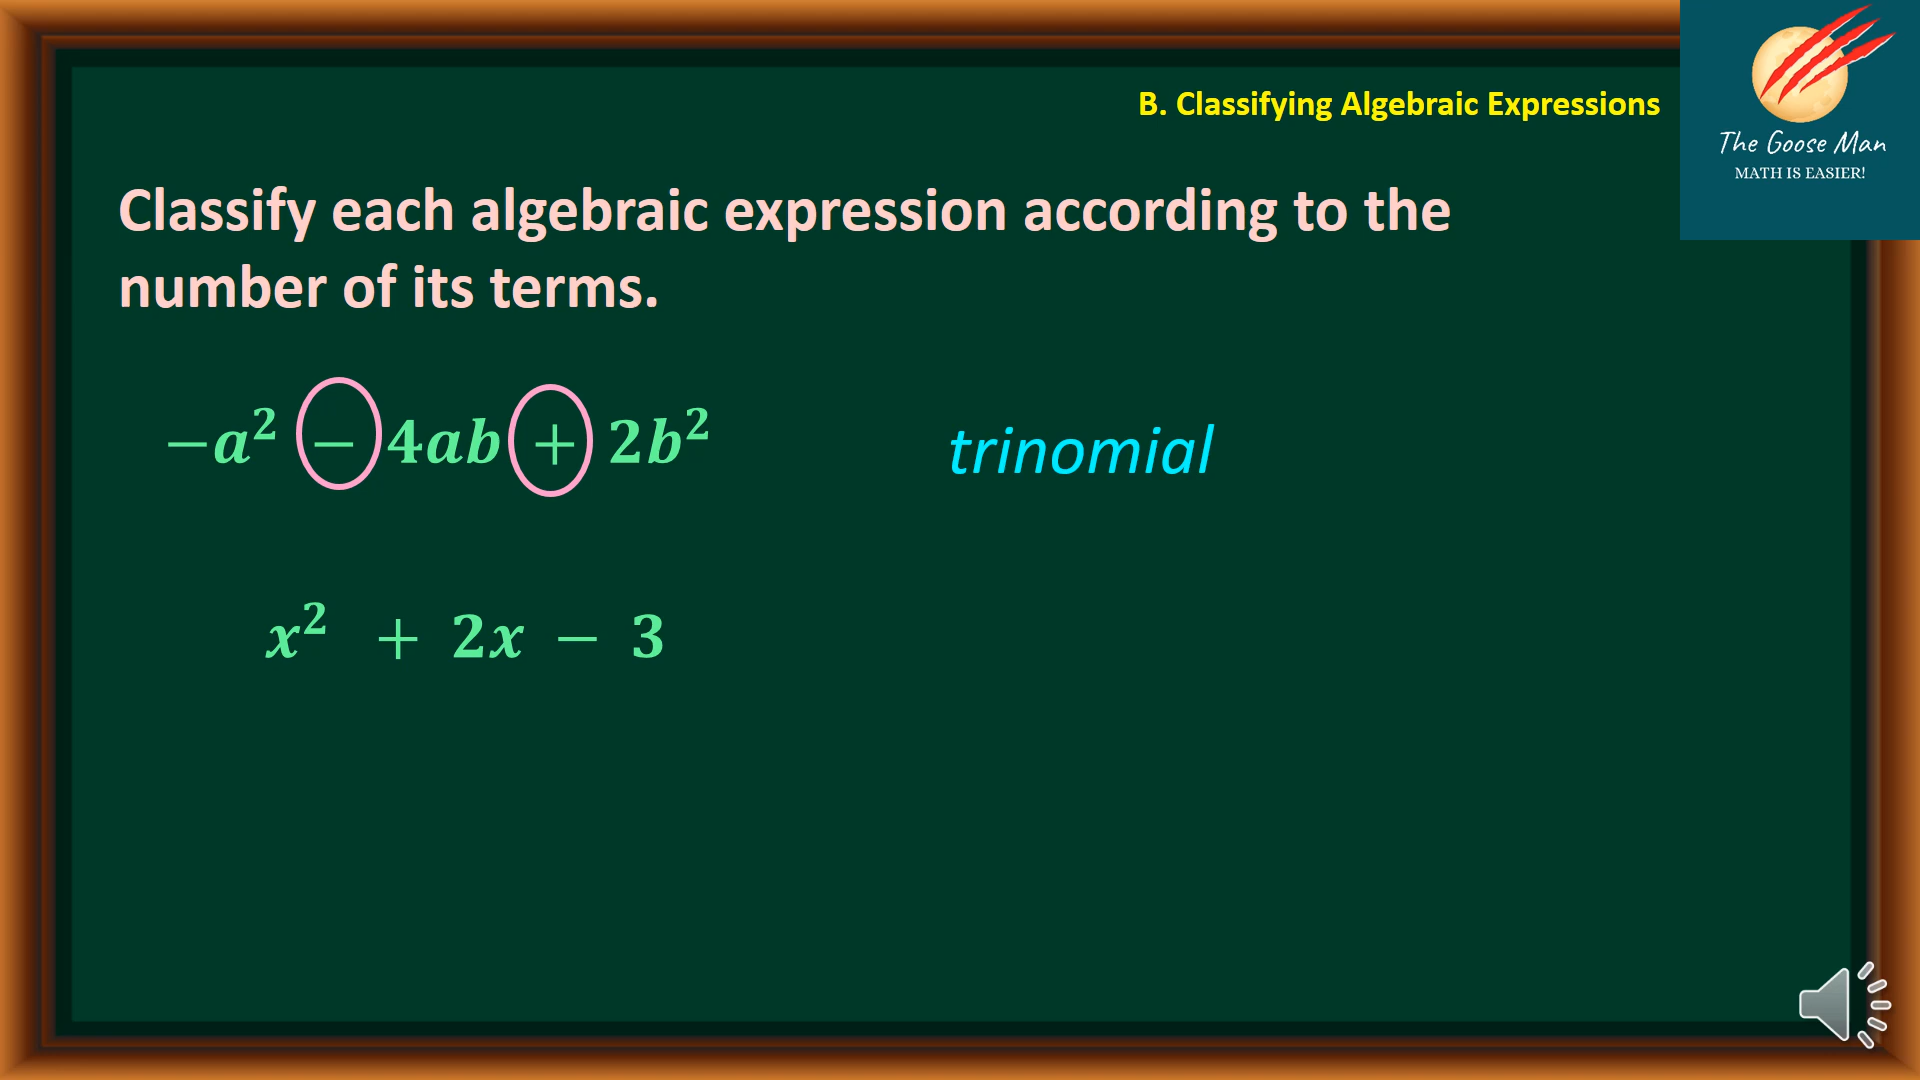 B. Classifying Algebraic Expressions
The Goose Man
MATH IS EASIER!
Classify each algebraic expression according to the
number of its terms.
−a² − 4ab + 2b²
trinomial
x² + 2x − 3